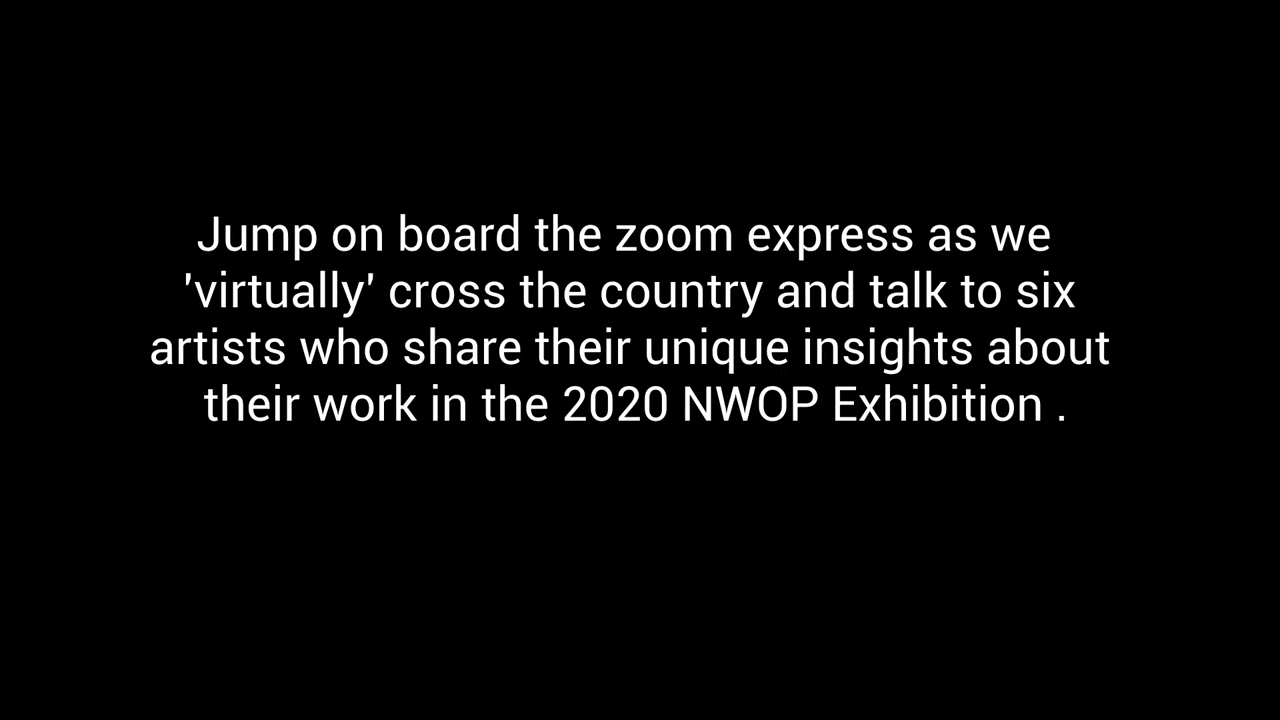 Jump on board the zoom express as we
'virtually' cross the country and talk to six
artists who share their unique insights about
their work in the 2020 NWOP Exhibition .